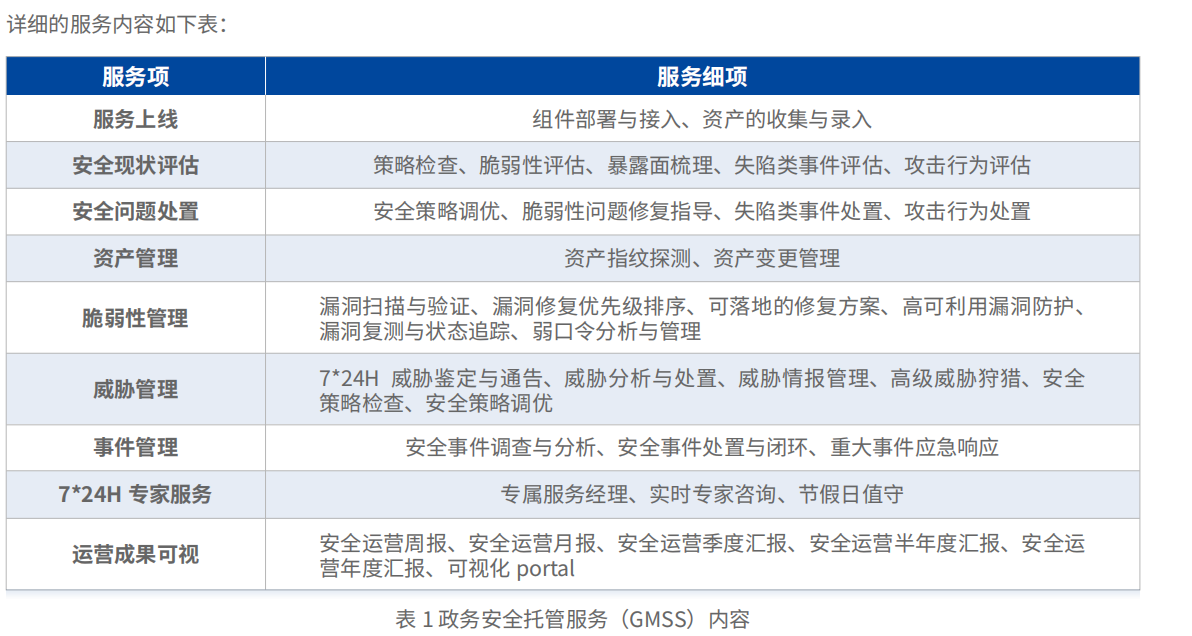 详细的服务内容如下表：
服务项 服务细项
服务上线 组件部署与接入、资产的收集与录入
安全现状评估 策略检查、脆弱性评估、暴露面梳理、失陷类事件评估、攻击行为评估
安全问题处置 安全策略调优、脆弱性问题修复指导、失陷类事件处置、攻击行为处置
资产管理 资产指纹探测、资产变更管理
脆弱性管理 漏洞扫描与验证、漏洞修复优先级排序、可落地的修复方案、高可利用漏洞防护、
漏洞复测与状态追踪、弱口令分析与管理
威胁管理 7*24H 威胁鉴定与通告、威胁分析与处置、威胁情报管理、高级威胁狩猎、安全
策略检查、安全策略调优
事件管理 安全事件调查与分析、安全事件处置与闭环、重大事件应急响应
7*24H 专家服务 专属服务经理、实时专家咨询、节假日值守
运营成果可视 安全运营周报、安全运营月报、安全运营季度汇报、安全运营半年度汇报、安全运
营年度汇报、可视化 portal
表 1 政务安全托管服务（GMSS）内容